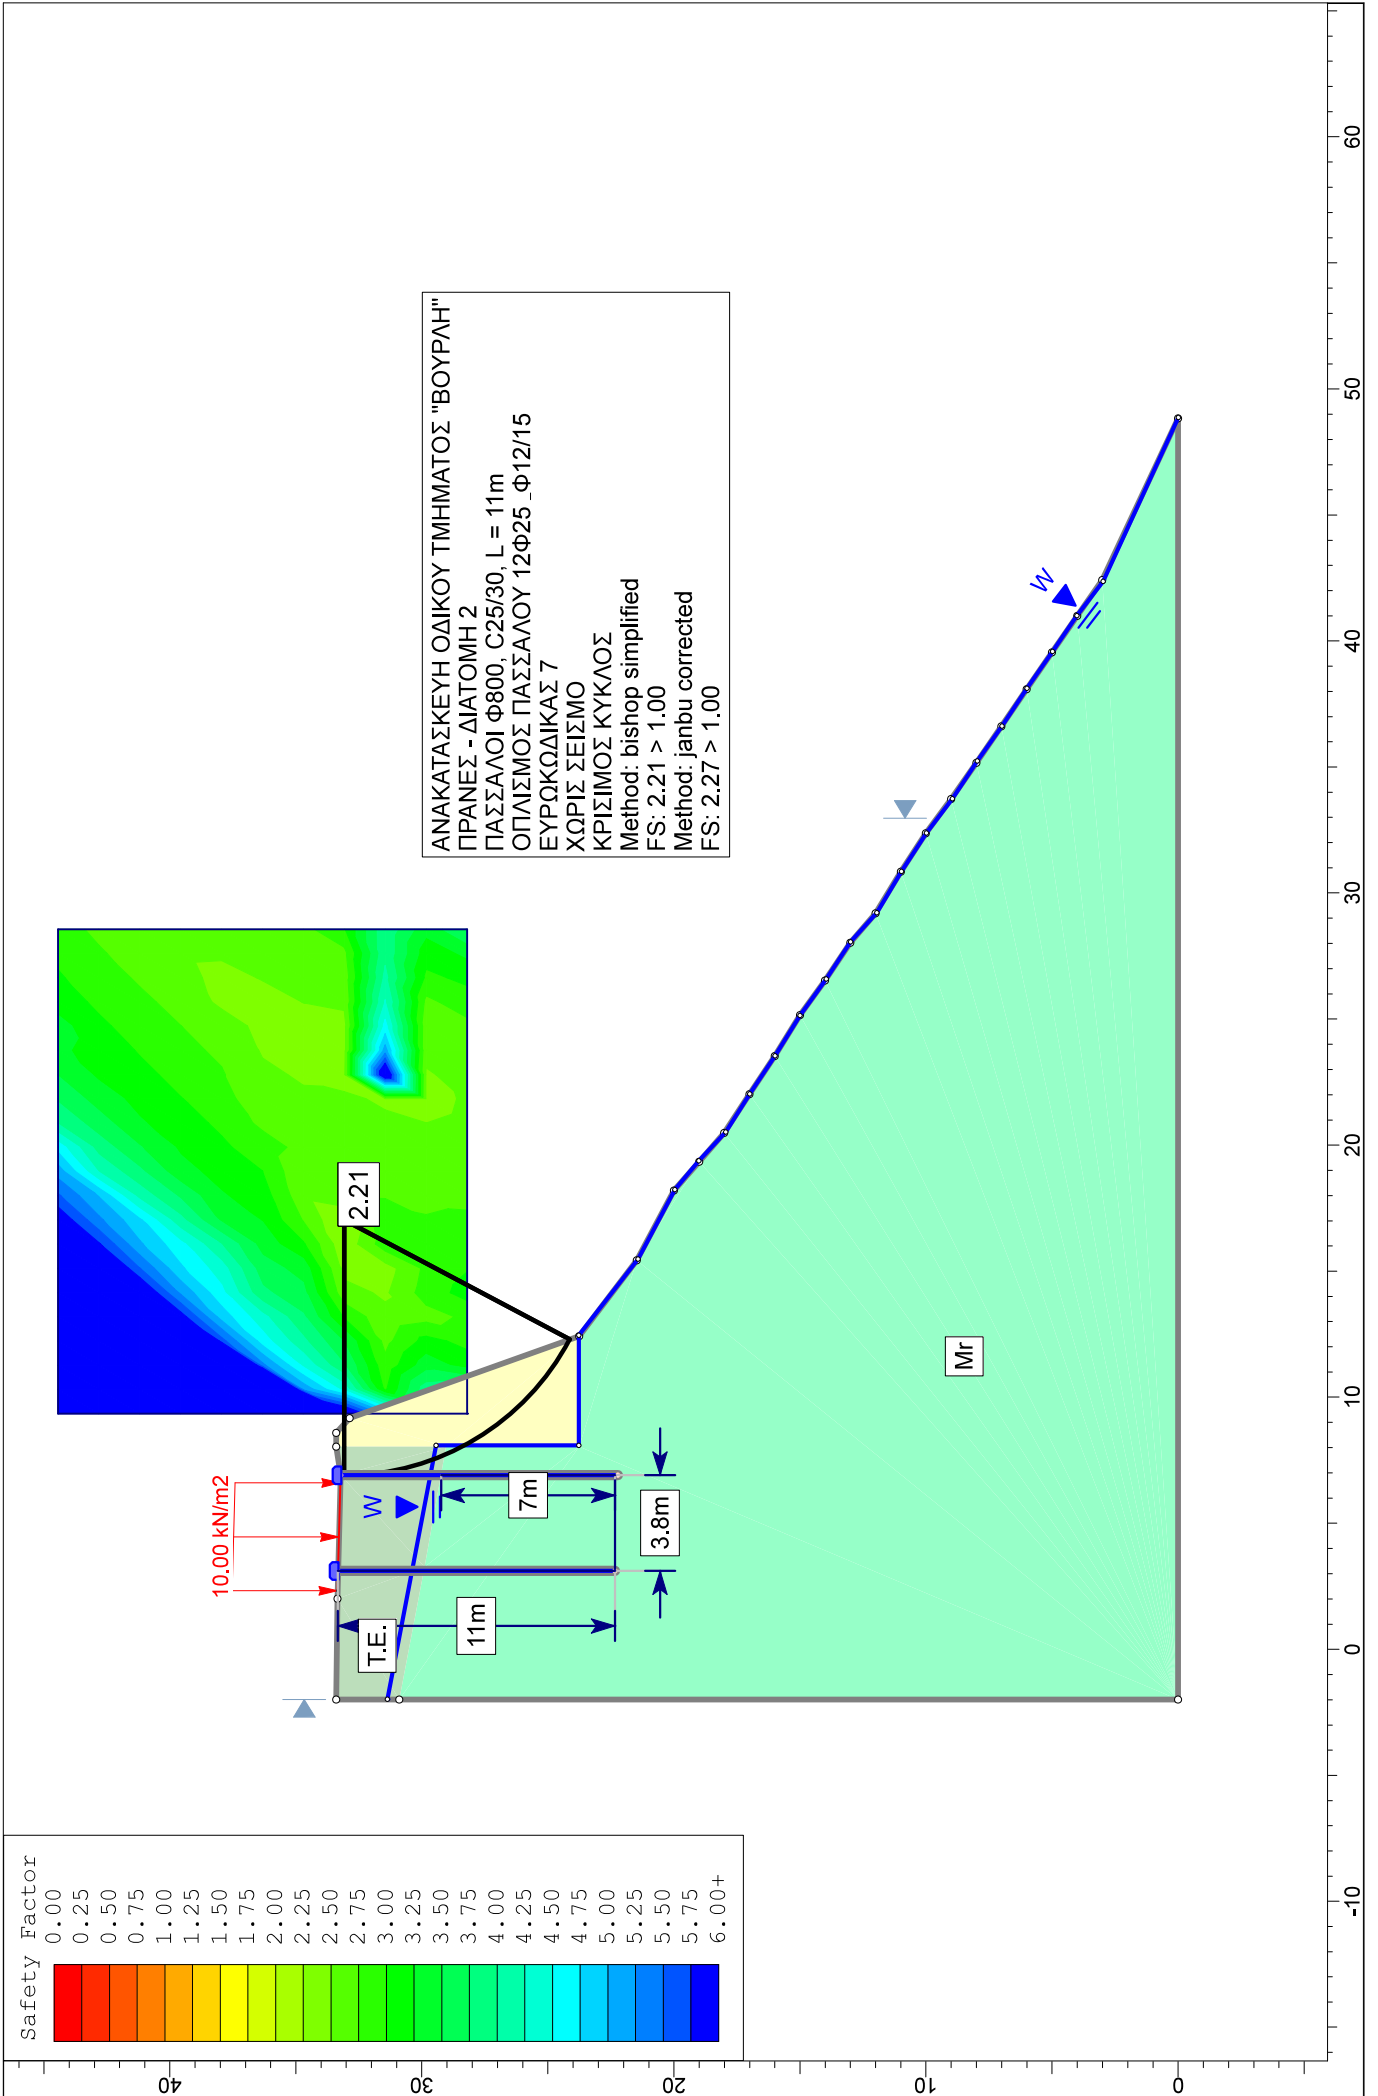 Safety Factor
0.00
0.25
0.50
0.75
1.00
1.25
1.50
1.75
2.00
2.25
2.50
2.75
3.00
3.25
3.50
3.75
4.00
4.25
4.50
4.75
5.00
5.25
5.50
5.75
6.00+
10.00 kN/m2
2.21
W
T.E.
11m
7m
3.8m
Mr
W
ΑΝΑΚΑΤΑΣΚΕΥΗ ΟΔΙΚΟΥ ΤΜΗΜΑΤΟΣ "ΒΟΥΡΛΗ"
ΠΡΑΝΕΣ - ΔΙΑΤΟΜΗ 2
ΠΑΣΣΑΛΟΙ Φ800, C25/30, L = 11m
ΟΠΛΙΣΜΟΣ ΠΑΣΣΑΛΟΥ 12Φ25 _Φ12/15
ΕΥΡΩΚΩΔΙΚΑΣ 7
ΧΩΡΙΣ ΣΕΙΣΜΟ
ΚΡΙΣΙΜΟΣ ΚΥΚΛΟΣ
Method: bishop simplified
FS: 2.21 > 1.00
Method: janbu corrected
FS: 2.27 > 1.00
40
30
20
10
0
-10
0
10
20
30
40
50
60